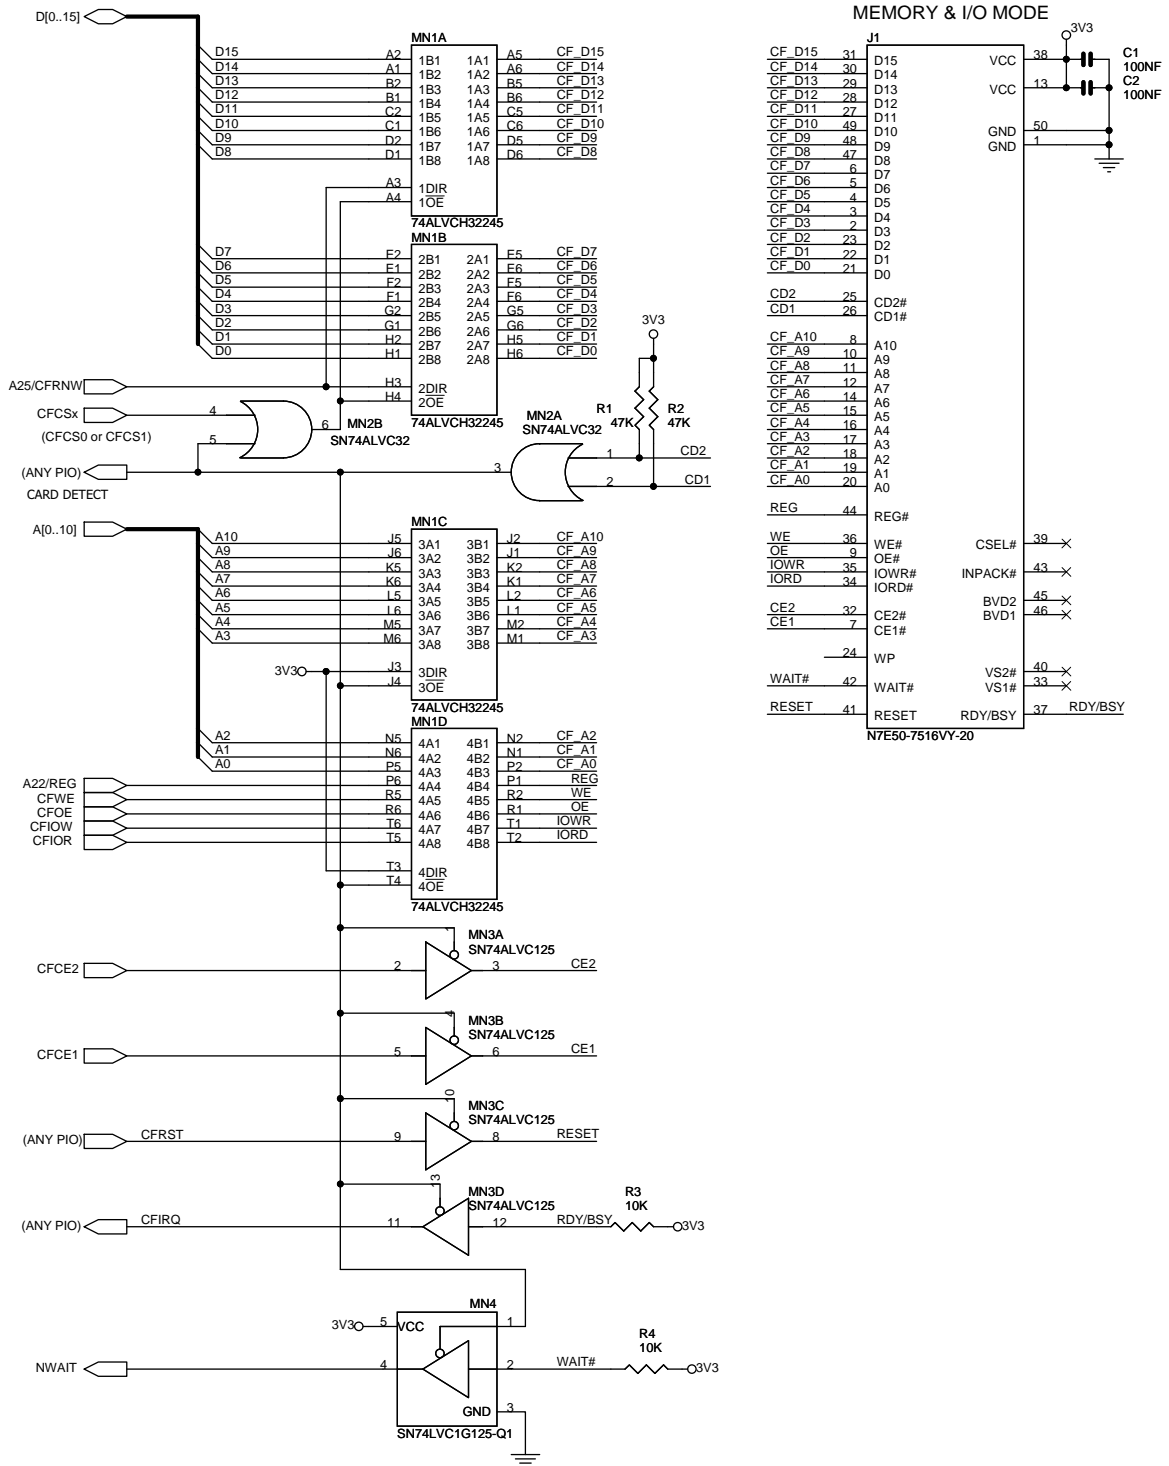 MEMORY & I/O MODE
D[0..15]
D15
D14
D13
D12
D11
D10
D9
D8
A2
A1
B2
B1
C2
C1
D2
D1
A3
A4
MN1A
1B1 1A1
1B2 1A2
1B3 1A3
1B4 1A4
1B5 1A5
1B6 1A6
1B7 1A7
1B8 1A8
1DIR
1OE
74ALVCH32245
A5 CF_D15
A6 CF_D14
B5 CF_D13
B6 CF_D12
C5 CF_D11
C6 CF_D10
D5 CF_D9
D6 CF_D8
D7
D6
D5
D4
D3
D2
D1
D0
E2
E1
F2
F1
G2
G1
H2
H1
H3
H4
MN1B
2B1 2A1
2B2 2A2
2B3 2A3
2B4 2A4
2B5 2A5
2B6 2A6
2B7 2A7
2B8 2A8
2DIR
2OE
74ALVCH32245
E5 CF_D7
E6 CF_D6
F5 CF_D5
F6 CF_D4
G5 CF_D3
G6 CF_D2
H5 CF_D1
H6 CF_D0
A25/CFRNW
CFCSx
(CFCS0 or CFCS1)
4
5
6
MN2B
SN74ALVC32
3V3
R1
47K
R2
47K
MN2A
SN74ALVC32
1 CD2
2 CD1
3
(ANY PIO)
CARD DETECT
A[0..10]
A10
A9
A8
A7
A6
A5
A4
A3
J5
J6
K5
K6
L5
L6
M5
M6
3V3
J3
J4
MN1C
3A1 3B1
3A2 3B2
3A3 3B3
3A4 3B4
3A5 3B5
3A6 3B6
3A7 3B7
3A8 3B8
3DIR
3OE
74ALVCH32245
J2 CF_A10
J1 CF_A9
K2 CF_A8
K1 CF_A7
L2 CF_A6
L1 CF_A5
M2 CF_A4
M1 CF_A3
A2
A1
A0
A22/REG
CFWE
CFOE
CFIOW
CFIOR
N5
N6
P5
P6
R5
R6
T6
T5
T3
T4
MN1D
4A1 4B1
4A2 4B2
4A3 4B3
4A4 4B4
4A5 4B5
4A6 4B6
4A7 4B7
4A8 4B8
4DIR
4OE
74ALVCH32245
N2 CF_A2
N1 CF_A1
P2 CF_A0
P1 REG
R2 WE
R1 OE
T1 IOWR
T2 IORD
CFCE2
1
2
MN3A
SN74ALVC125
3 CE2
CFCE1
4
5
MN3B
SN74ALVC125
6 CE1
(ANY PIO) CFRST
10
9
MN3C
SN74ALVC125
8 RESET
(ANY PIO) CFIRQ
13
11
MN3D
SN74ALVC125
12 RDY/BSY
R3
10K
3V3
MN4
3V3 5 VCC
1
NWAIT
4
2 WAIT#
R4
10K
3V3
GND 3
SN74LVC1G125-Q1
J1
CF_D15 31 D15
CF_D14 30 D14
CF_D13 29 D13
CF_D12 28 D12
CF_D11 27 D11
CF_D10 49 D10
CF_D9 48 D9
CF_D8 47 D8
CF_D7 6 D7
CF_D6 5 D6
CF_D5 4 D5
CF_D4 3 D4
CF_D3 2 D3
CF_D2 23 D2
CF_D1 22 D1
CF_D0 21 D0
CD2 25 CD2#
CD1 26 CD1#
CF_A10 8 A10
CF_A9 10 A9
CF_A8 11 A8
CF_A7 12 A7
CF_A6 14 A6
CF_A5 15 A5
CF_A4 16 A4
CF_A3 17 A3
CF_A2 18 A2
CF_A1 19 A1
CF_A0 20 A0
REG 44 REG#
WE 36 WE#
OE 9 OE#
IOWR 35 IOWR#
IORD 34 IORD#
CE2 32 CE2#
CE1 7 CE1#
24 WP
WAIT# 42 WAIT#
RESET 41 RESET
VCC 38
VCC 13
GND 50
GND 1
3V3
C1
100NF
C2
100NF
CSEL# 39
INPACK# 43
BVD2 45
BVD1 46
VS2# 40
VS1# 33
RDY/BSY 37 RDY/BSY
N7E50-7516VY-20